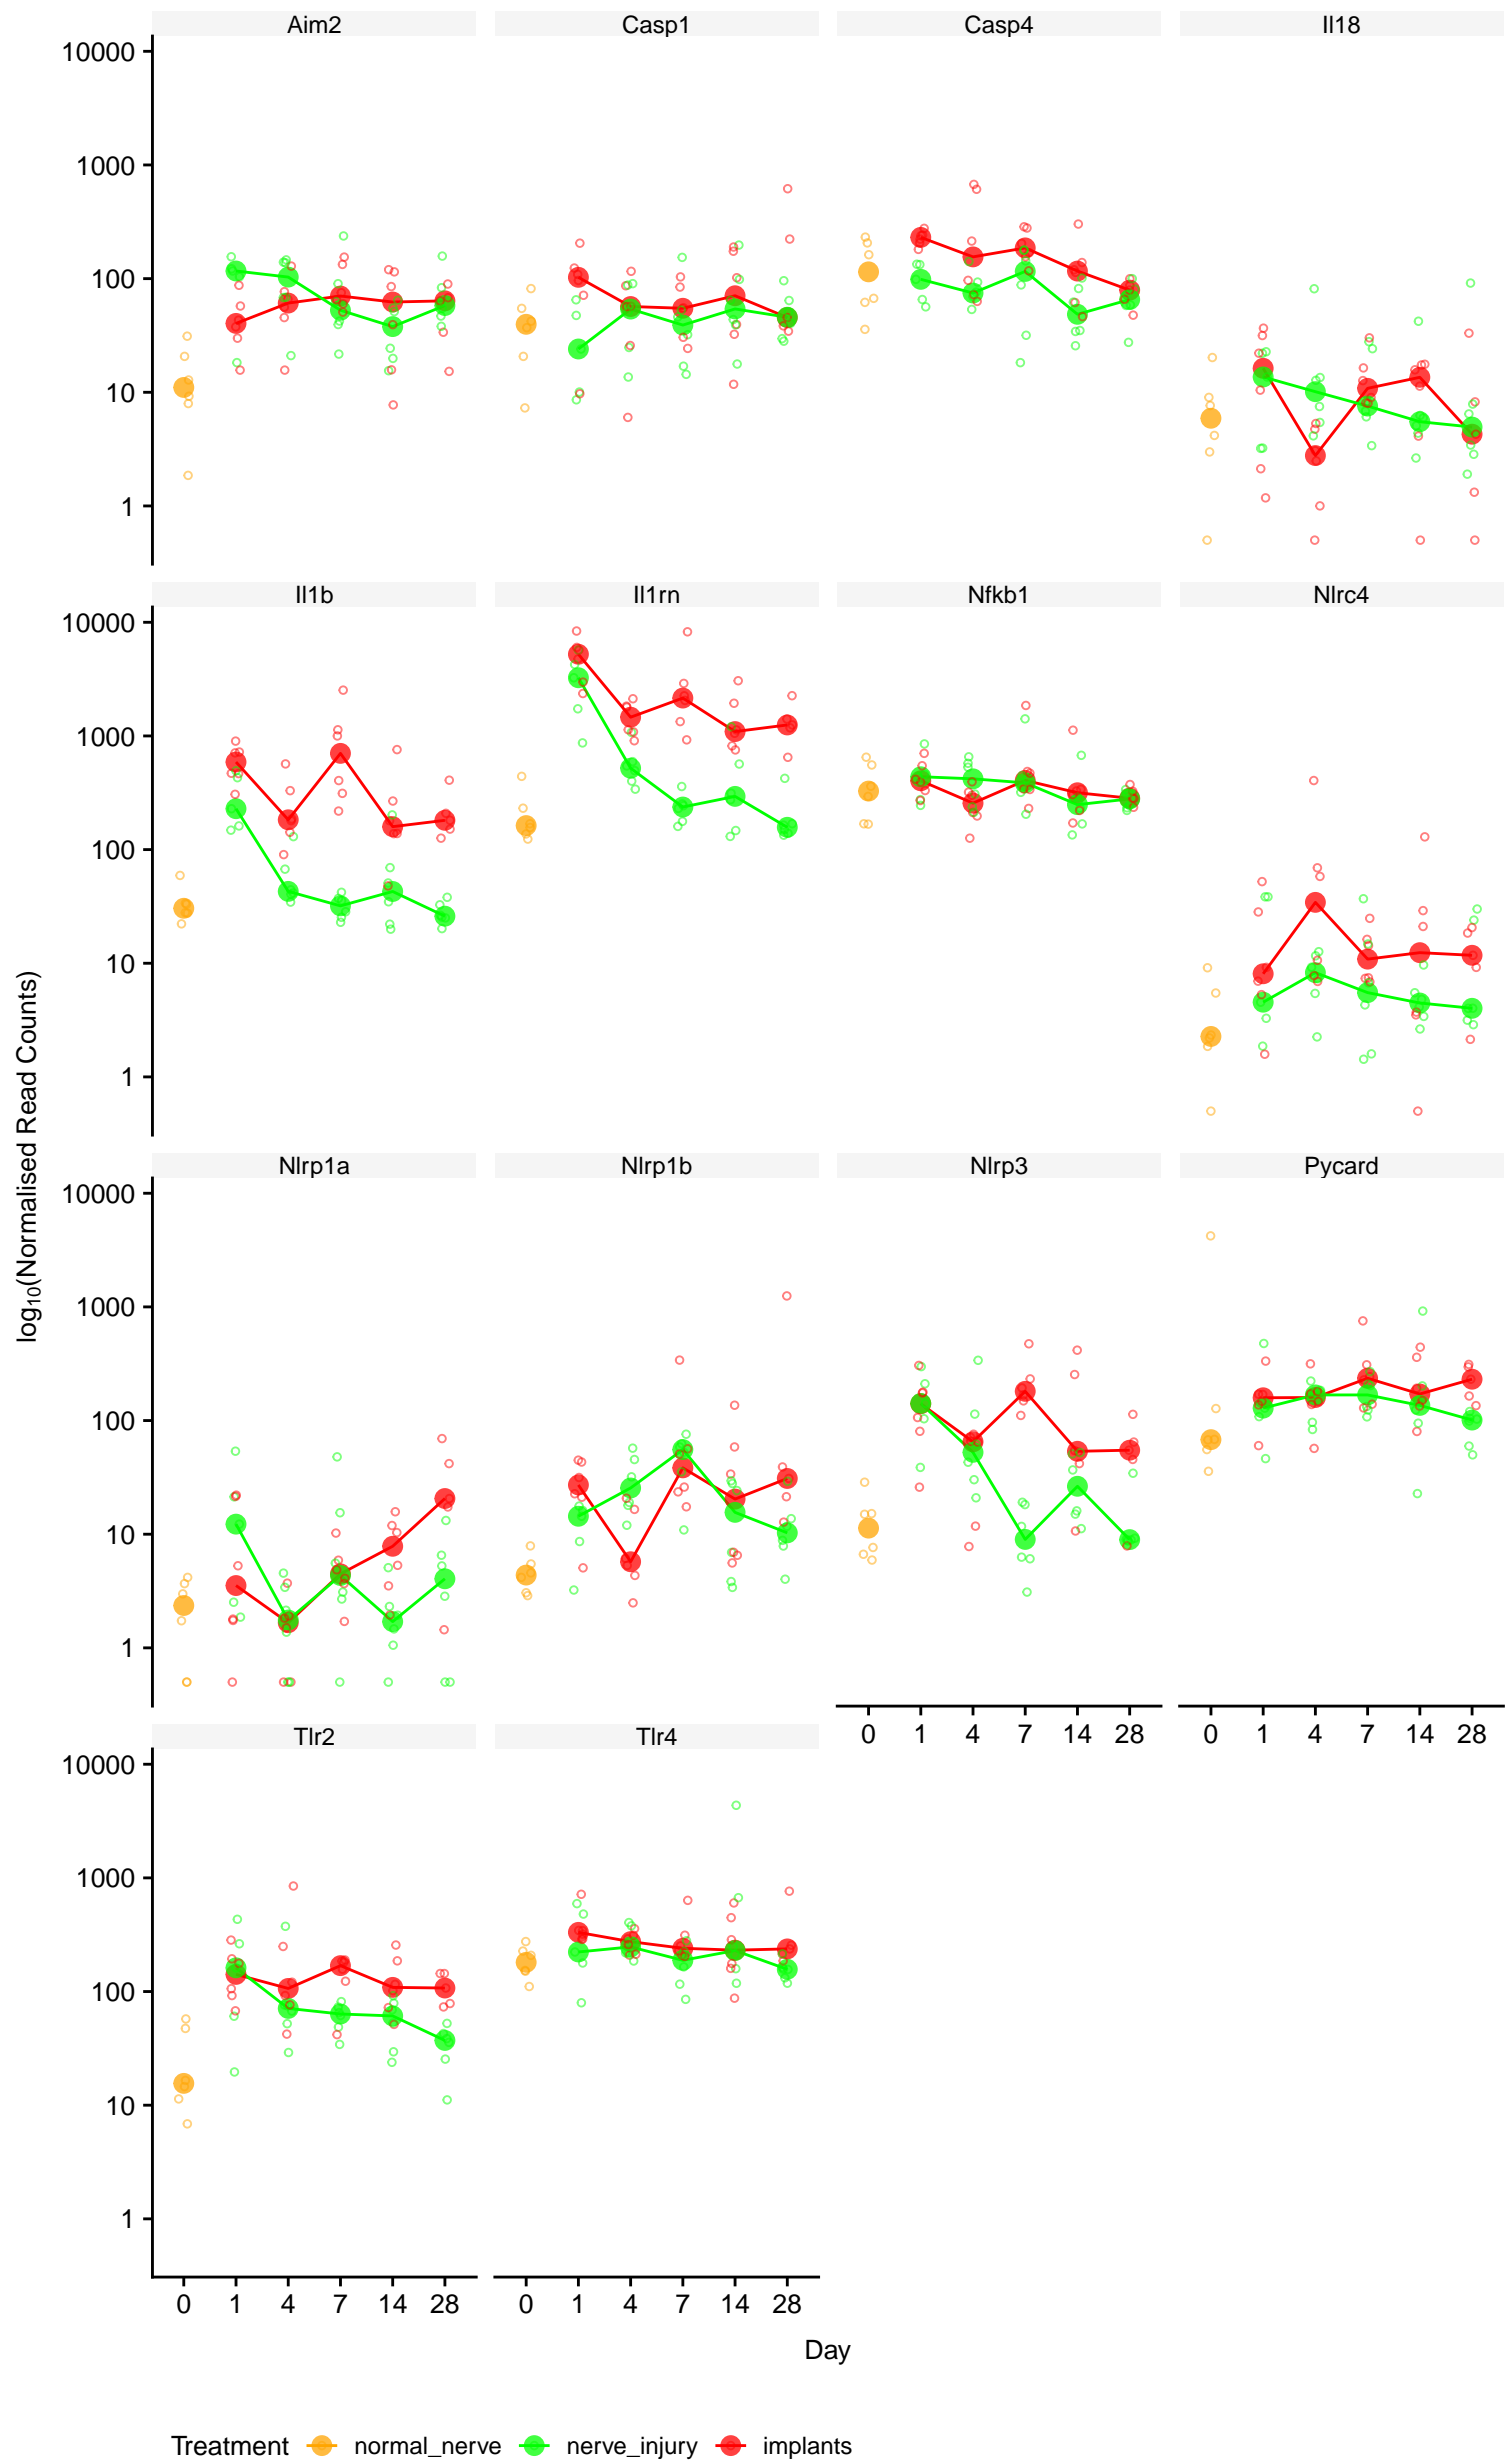 Aim2 Casp1 Casp4 Il18
10000
1000
100
10
1
Il1b Il1rn Nfkb1 Nlrc4
10000
1000
100
10
1
log10(Normalised Read Counts)
Nlrp1a Nlrp1b Nlrp3 Pycard
10000
1000
100
10
1
0 1 4 7 14 28 0 1 4 7 14 28
Tlr2 Tlr4
10000
1000
100
10
1
0 1 4 7 14 28 0 1 4 7 14 28
Day
Treatment normal_nerve nerve_injury implants